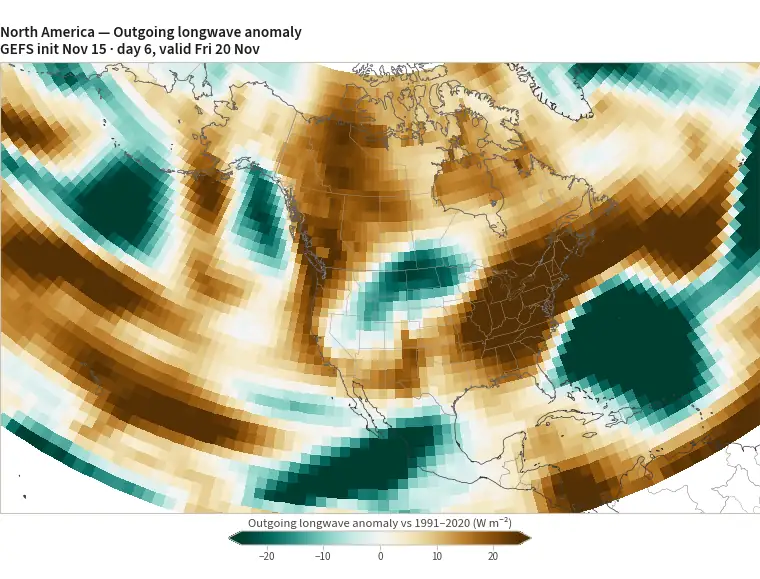 North America — Outgoing longwave anomaly
GEFS init Nov 15 · day 6, valid Fri 20 Nov
Outgoing longwave anomaly vs 1991–2020 (W m⁻²)
−20 −10 0 10 20